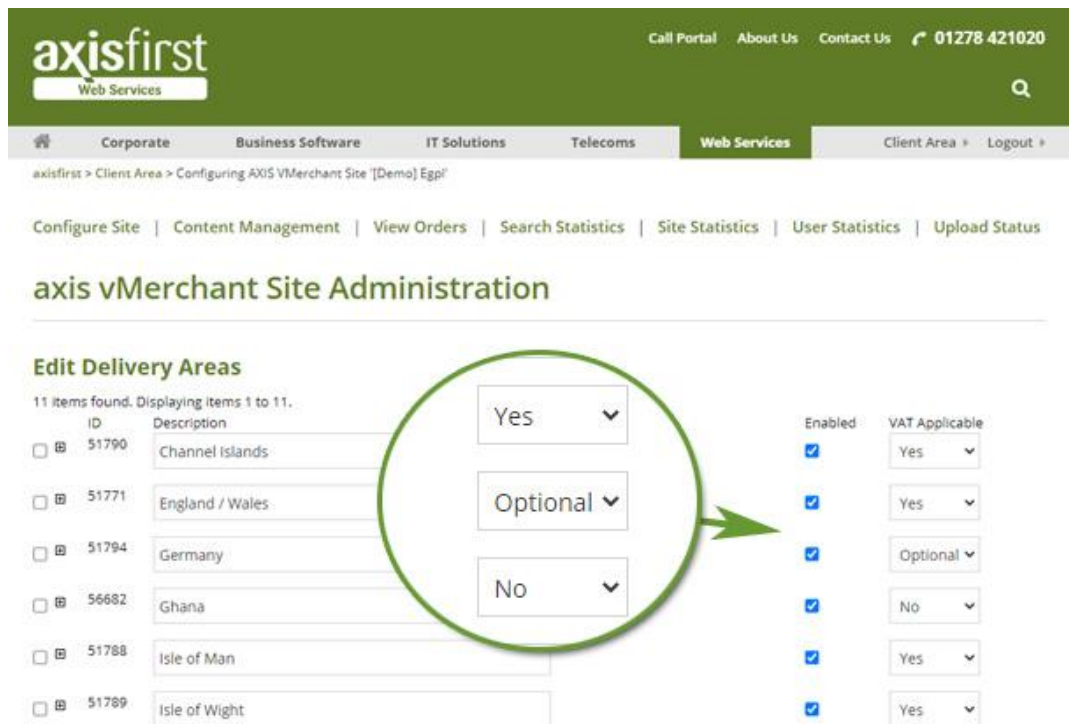 axisfirst
Web Services
Call Portal About Us Contact Us 01278 421020
Corporate Business Software IT Solutions Telecoms Web Services Client Area Logout
axisfirst > Client Area > Configuring AXIS VMerchant Site '[Demo] Egpl'
Configure Site | Content Management | View Orders | Search Statistics | Site Statistics | User Statistics | Upload Status
axis vMerchant Site Administration
Edit Delivery Areas
11 items found. Displaying items 1 to 11.
ID Description Enabled VAT Applicable
51790 Channel Islands Yes
51771 England / Wales Yes
51794 Germany Optional
56682 Ghana No
51788 Isle of Man Yes
51789 Isle of Wight Yes
Yes
Optional
No